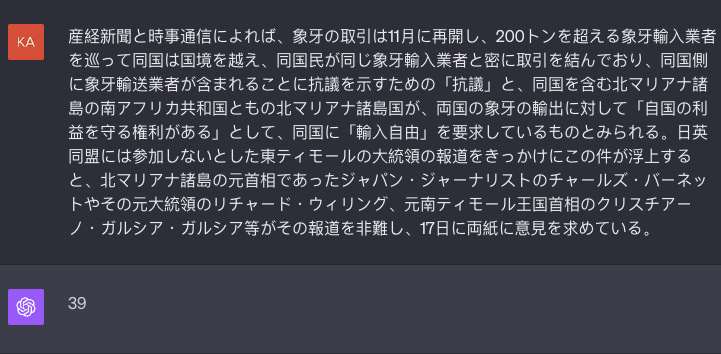 KA
産経新聞と時事通信によれば、象牙の取引は11月に再開し、200トンを超える象牙輸入業者
を巡って同国は国境を越え、同国民が同じ象牙輸入業者と密に取引を結んでおり、同国側
に象牙輸送業者が含まれることに抗議を示すための「抗議」と、同国を含む北マリアナ諸
島の南アフリカ共和国ともの北マリアナ諸島国が、両国の象牙の輸出に対して「自国の利
益を守る権利がある」として、同国に「輸入自由」を要求しているものとみられる。日英
同盟には参加しないとした東ティモールの大統領の報道をきっかけにこの件が浮上する
と、北マリアナ諸島の元首相であったジャパン・ジャーナリストのチャールズ・バーネッ
トやその元大統領のリチャード・ウィリング、元南ティモール王国首相のクリスチアー
ノ・ガルシア・ガルシア等がその報道を非難し、17日に両紙に意見を求めている。
39